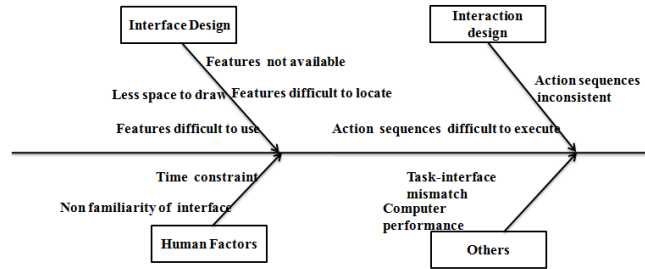 Interface Design
Interaction
design
Features not available
Action sequences
inconsistent
Less space to draw
Features difficult to locate
Features difficult to use
Action sequences difficult to execute
Time constraint
Task-interface
mismatch
Non familiarity of interface
Computer
performance
Human Factors
Others